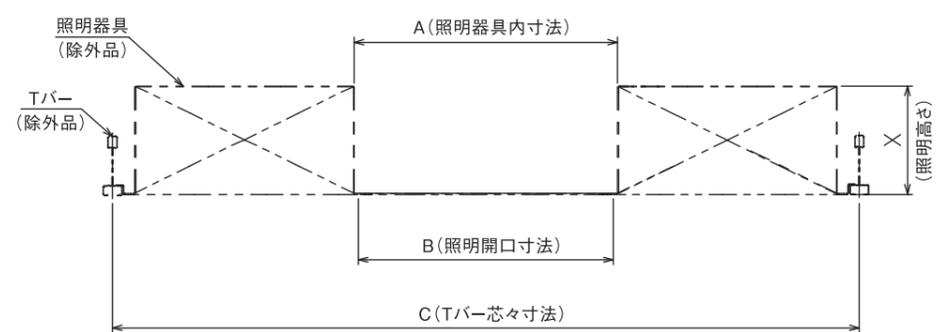 照明器具
(除外品)
A(照明器具内寸法)
Tバー
(除外品)
X
(照明高さ)
B(照明開口寸法)
C(Tバー芯々寸法)